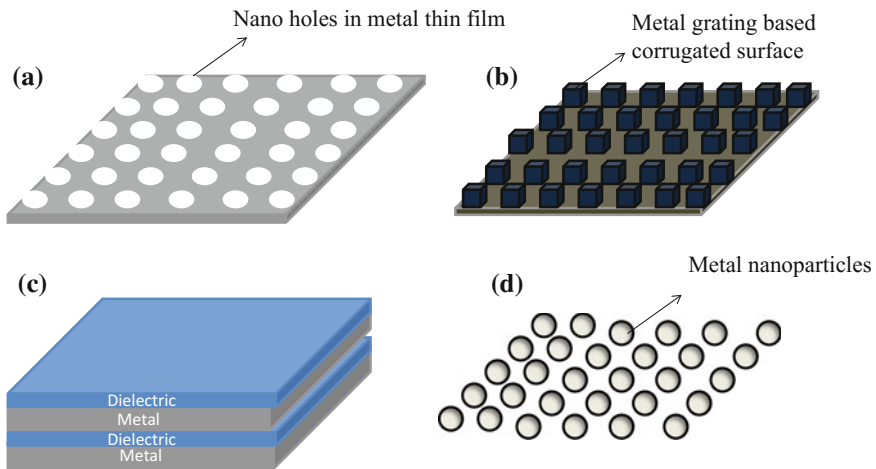 Nano holes in metal thin film
Metal grating based
corrugated surface
(a)
(b)
(c)
Dielectric
Metal
Dielectric
Metal
(d)
Metal nanoparticles